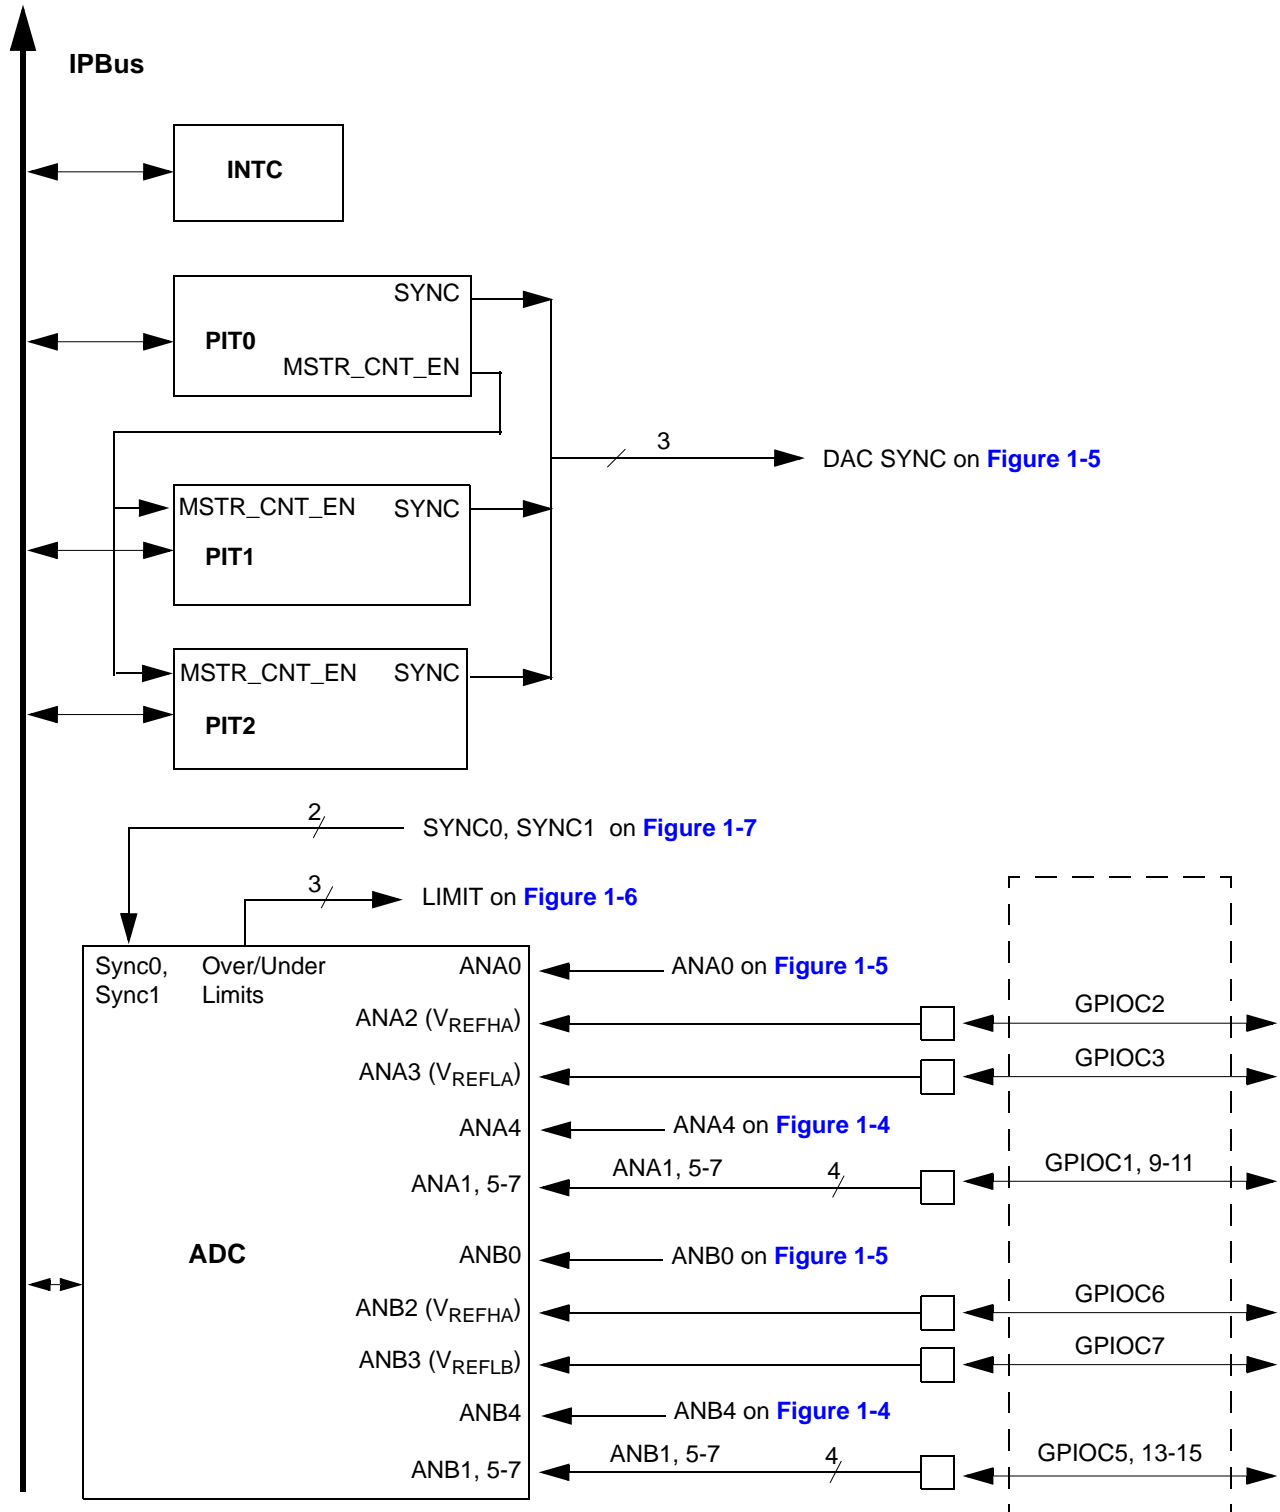 IPBus
INTC
SYNC
PIT0
MSTR_CNT_EN
3
DAC SYNC on Figure 1-5
MSTR_CNT_EN SYNC
PIT1
MSTR_CNT_EN SYNC
PIT2
2
SYNC0, SYNC1 on Figure 1-7
3
LIMIT on Figure 1-6
Sync0,
Sync1
Over/Under
Limits
ANA0
ANA0 on Figure 1-5
ANA2 (VREFHA)
GPIOC2
ANA3 (VREFLA)
GPIOC3
ANA4
ANA4 on Figure 1-4
ANA1, 5-7
ANA1, 5-7
4
GPIOC1, 9-11
ADC
ANB0
ANB0 on Figure 1-5
ANB2 (VREFHA)
GPIOC6
ANB3 (VREFLB)
GPIOC7
ANB4
ANB4 on Figure 1-4
ANB1, 5-7
ANB1, 5-7
4
GPIOC5, 13-15